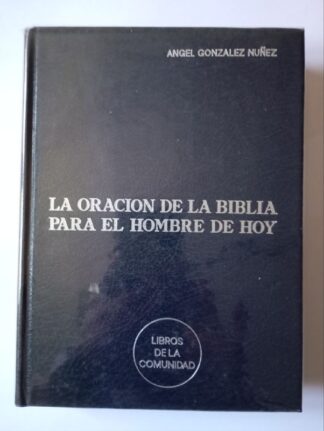 ANGEL GONZALEZ NUÑEZ
LA ORACION DE LA BIBLIA
PARA EL HOMBRE DE HOY
LIBROS
DE LA
COMUNIDAD